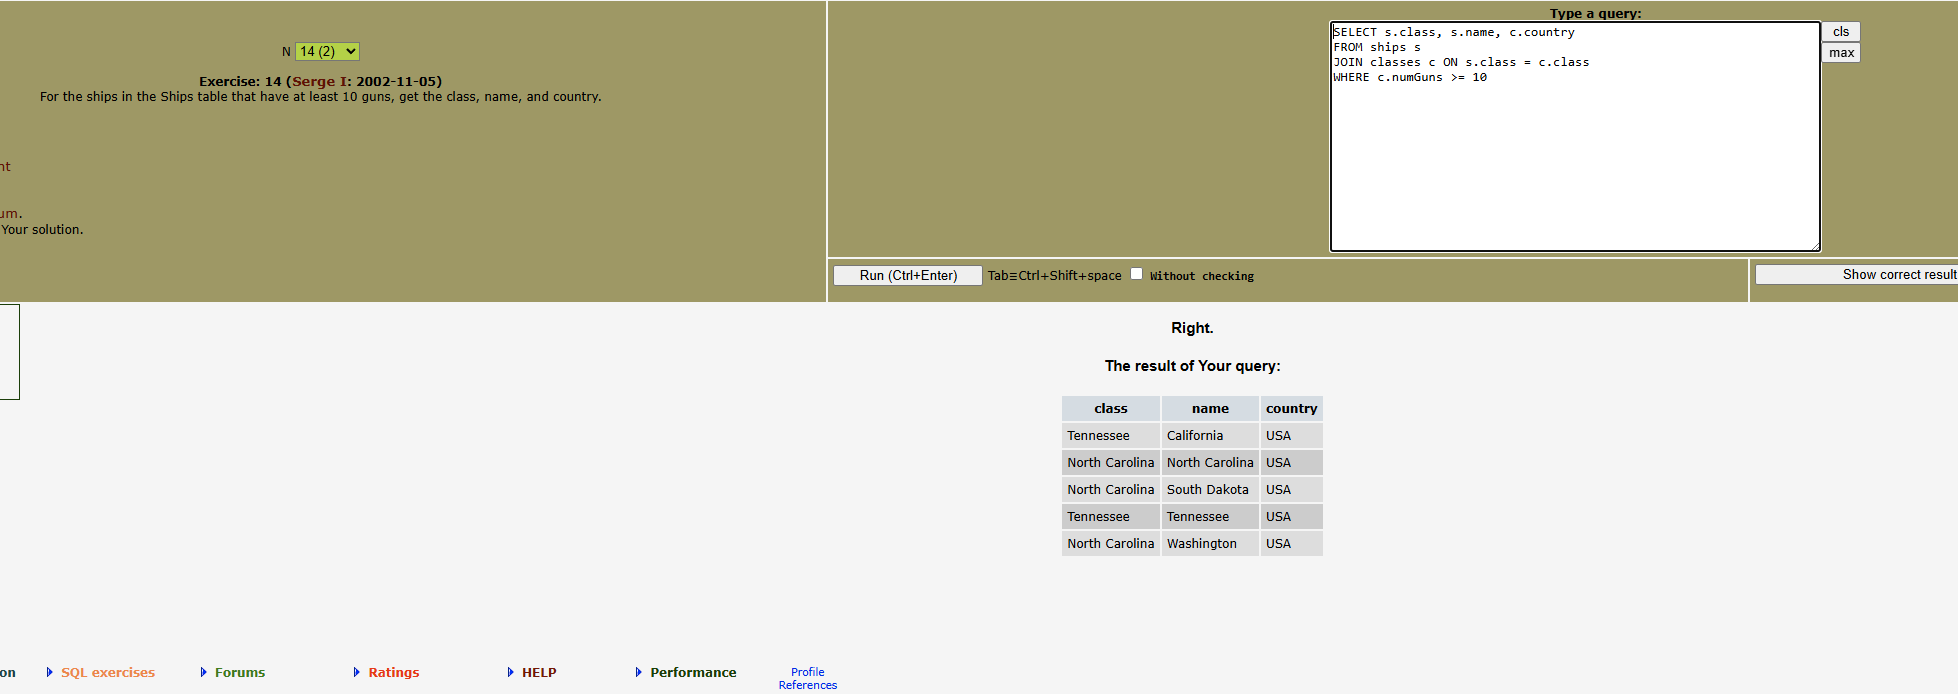 N 14 (2)
Exercise: 14 (Serge I: 2002-11-05)
For the ships in the Ships table that have at least 10 guns, get the class, name, and country.
nt
um.
Your solution.
Type a query:
SELECT s.class, s.name, c.country
FROM ships s
JOIN classes c ON s.class = c.class
WHERE c.numGuns >= 10
cls
max
Run (Ctrl+Enter) Tab≡Ctrl+Shift+space Without checking
Show correct result
Right.
The result of Your query:
class name country
Tennessee California USA
North Carolina North Carolina USA
North Carolina South Dakota USA
Tennessee Tennessee USA
North Carolina Washington USA
on SQL exercises Forums Ratings HELP Performance Profile
References